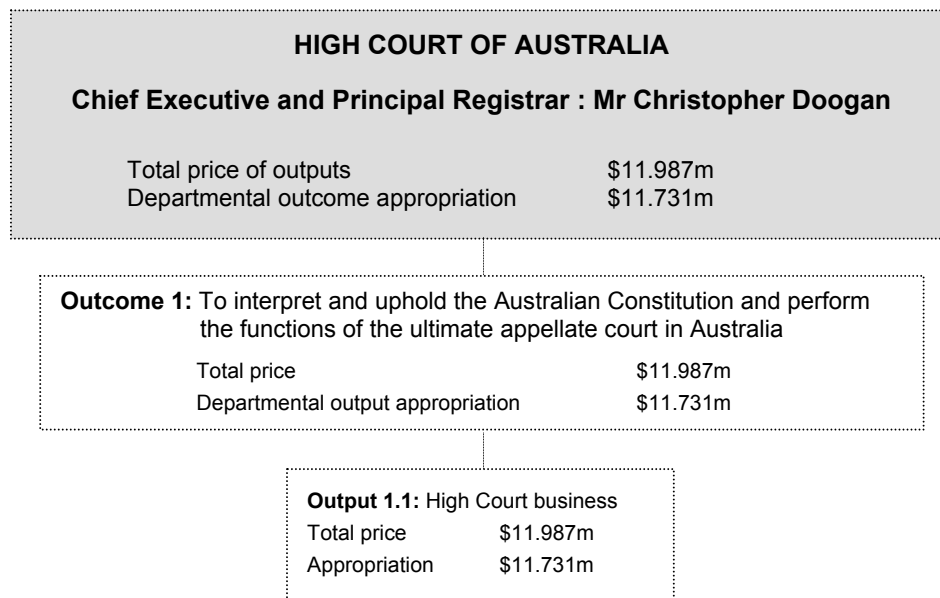 HIGH COURT OF AUSTRALIA
Chief Executive and Principal Registrar : Mr Christopher Doogan
Total price of outputs $11.987m
Departmental outcome appropriation $11.731m
Outcome 1: To interpret and uphold the Australian Constitution and perform
the functions of the ultimate appellate court in Australia
Total price $11.987m
Departmental output appropriation $11.731m
Output 1.1: High Court business
Total price $11.987m
Appropriation $11.731m